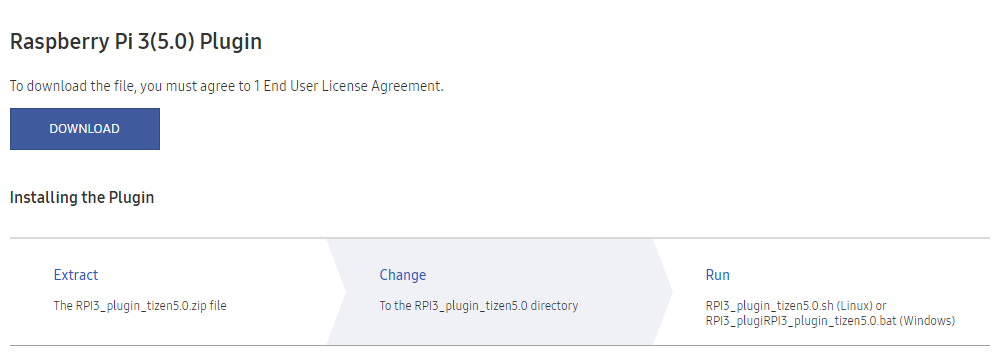 Raspberry Pi 3(5.0) Plugin
To download the file, you must agree to 1 End User License Agreement.
DOWNLOAD
Installing the Plugin
Extract
The RPI3_plugin_tizen5.0.zip file
Change
To the RPI3_plugin_tizen5.0 directory
Run
RPI3_plugin_tizen5.0.sh (Linux) or
RPI3_plugiRPI3_plugin_tizen5.0.bat (Windows)